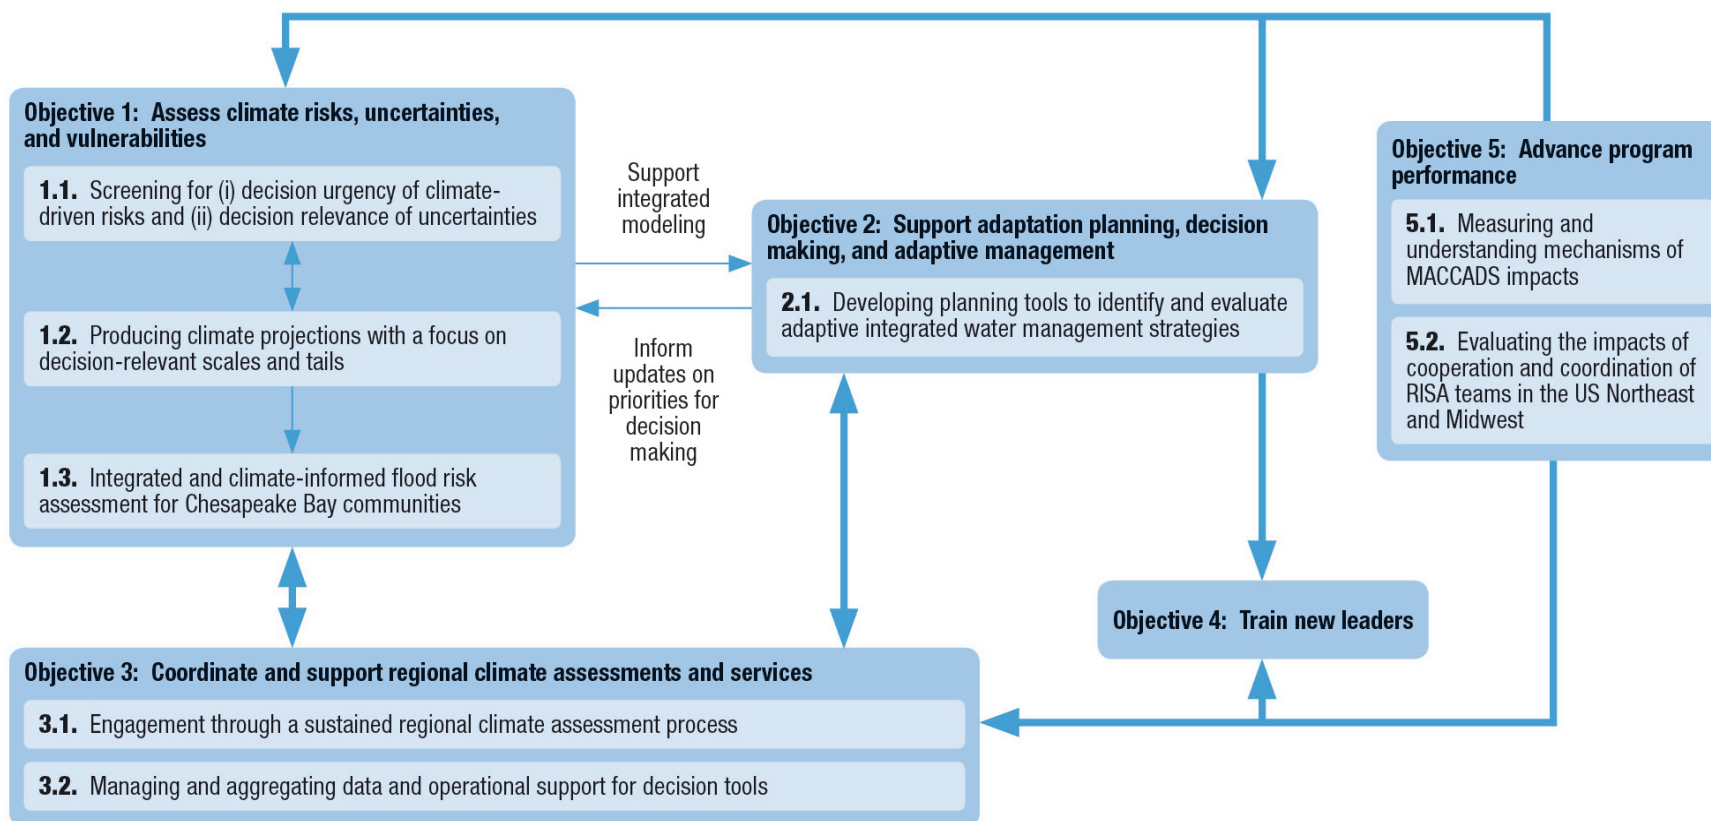 Objective 1:  Assess climate risks, uncertainties,
and vulnerabilities
1.1.  Screening for (i) decision urgency of climate-
driven risks and (ii) decision relevance of uncertainties
1.2.  Producing climate projections with a focus on
decision-relevant scales and tails
1.3.  Integrated and climate-informed flood risk
assessment for Chesapeake Bay communities
Support
integrated
modeling
Inform
updates on
priorities for
decision
making
Objective 2:  Support adaptation planning, decision
making, and adaptive management
2.1.  Developing planning tools to identify and evaluate
adaptive integrated water management strategies
Objective 5:  Advance program
performance
5.1.  Measuring and
understanding mechanisms of
MACCADS impacts
5.2.  Evaluating the impacts of
cooperation and coordination of
RISA teams in the US Northeast
and Midwest
Objective 4:  Train new leaders
Objective 3:  Coordinate and support regional climate assessments and services
3.1.  Engagement through a sustained regional climate assessment process
3.2.  Managing and aggregating data and operational support for decision tools